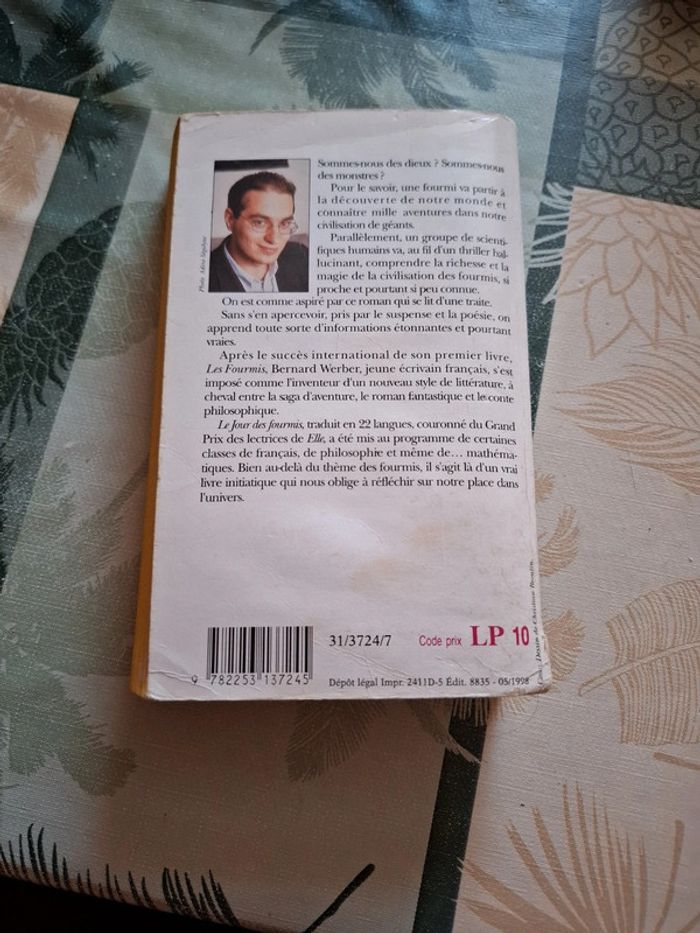 Sommes-nous des dieux ? Sommes-nous
des monstres ?
Pour le savoir, une fourmi va partir à
la découverte de notre monde et
connaître mille aventures dans notre
civilisation de géants.
Parallèlement, un groupe de scienti-
fiques humains va, au fil d'un thriller hal-
lucinant, comprendre la richesse et la
magie de la civilisation des fourmis, si
proche et pourtant si peu connue.
On est comme aspiré par ce roman qui se lit d'une traite.
Sans s'en apercevoir, pris par le suspense et la poésie, on
apprend toute sorte d'informations étonnantes et pourtant
vraies.
Après le succès international de son premier livre,
Les Fourmis, Bernard Werber, jeune écrivain français, s'est
imposé comme l'inventeur d'un nouveau style de littérature, à
cheval entre la saga d'aventure, le roman fantastique et le conte
philosophique.
Le Jour des fourmis, traduit en 22 langues, couronné du Grand
Prix des lectrices de Elle, a été mis au programme de certaines
classes de français, de philosophie et même de... mathéma-
tiques. Bien au-delà du thème des fourmis, il s'agit là d'un vrai
livre initiatique qui nous oblige à réfléchir sur notre place dans
l'univers.
31/3724/7
Code prix LP 10
9 782253 137245
Dépôt légal Impr. 2411D-5 Édit. 8835 - 05/1998